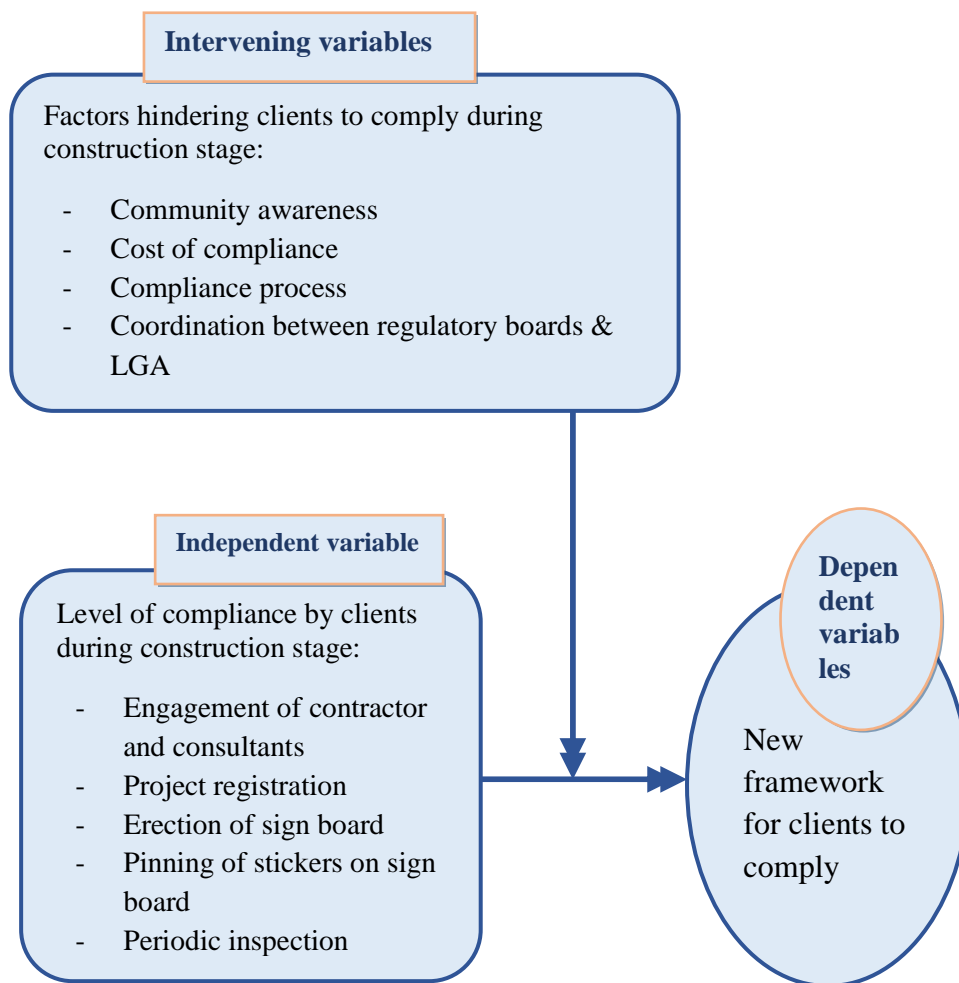 Intervening variables
Factors hindering clients to comply during
construction stage:
- Community awareness
- Cost of compliance
- Compliance process
- Coordination between regulatory boards &
LGA
Independent variable
Level of compliance by clients
during construction stage:
- Engagement of contractor
and consultants
- Project registration
- Erection of sign board
- Pinning of stickers on sign
board
- Periodic inspection
Depen
dent
variab
les
New
framework
for clients to
comply